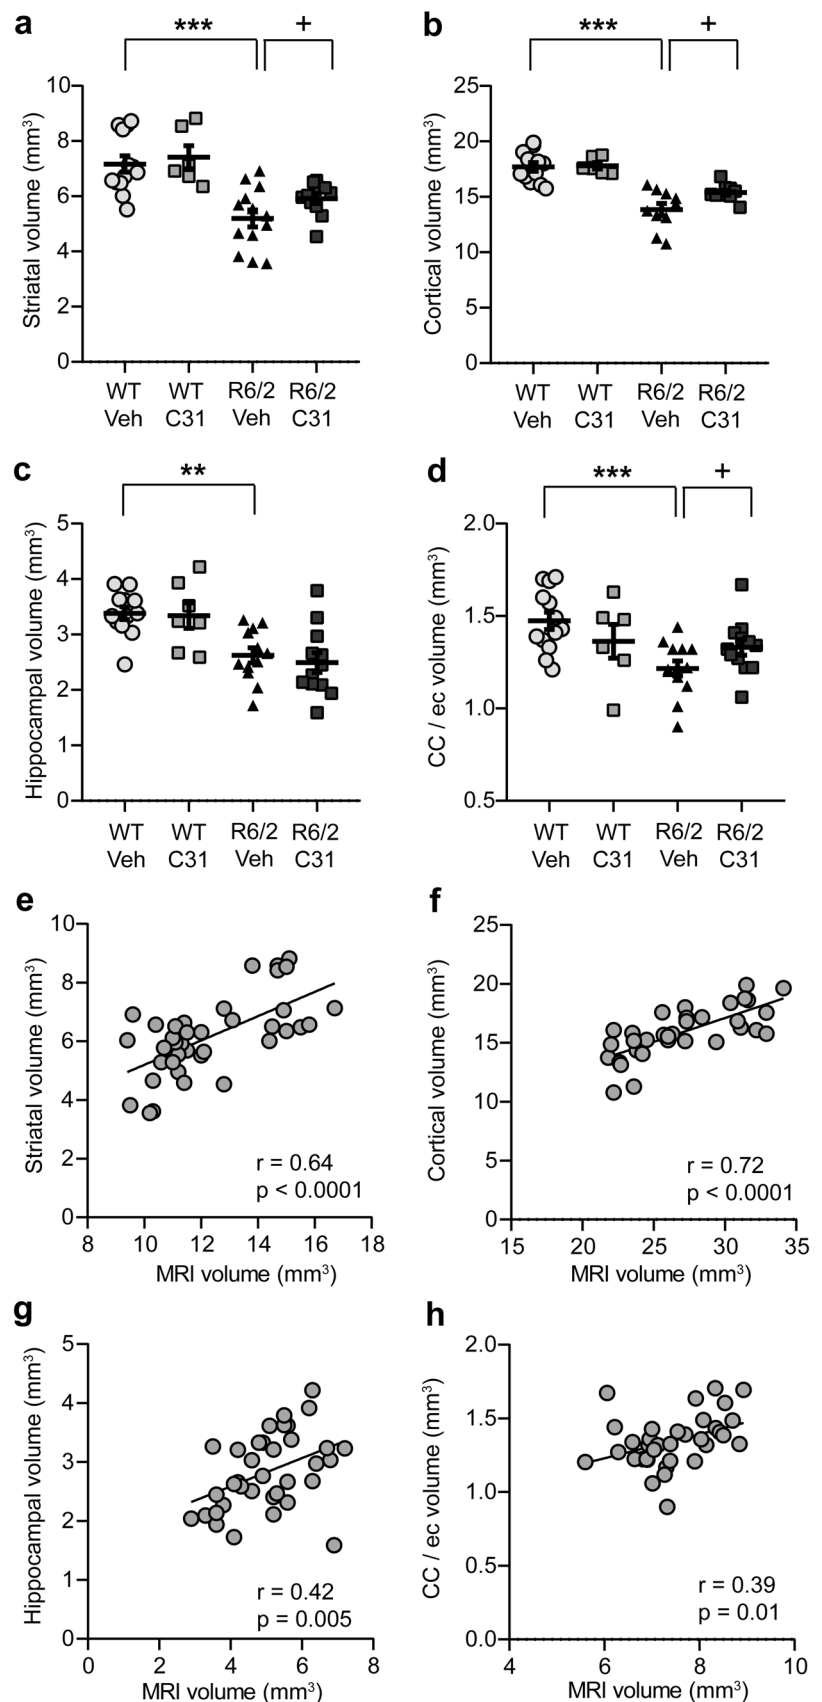 a
*** +
Striatal volume (mm³)
10
8
6
4
2
0
WT Veh
WT C31
R6/2 Veh
R6/2 C31
b
*** +
Cortical volume (mm³)
25
20
15
10
5
0
WT Veh
WT C31
R6/2 Veh
R6/2 C31
c
**
Hippocampal volume (mm³)
5
4
3
2
1
0
WT Veh
WT C31
R6/2 Veh
R6/2 C31
d
*** +
CC / ec volume (mm³)
2.0
1.5
1.0
0.5
WT Veh
WT C31
R6/2 Veh
R6/2 C31
e
Striatal volume (mm³)
10
8
6
4
2
0
r = 0.64
p < 0.0001
8 10 12 14 16 18
MRI volume (mm³)
f
Cortical volume (mm³)
25
20
15
10
5
0
r = 0.72
p < 0.0001
15 20 25 30 35
MRI volume (mm³)
g
Hippocampal volume (mm³)
5
4
3
2
1
0
r = 0.42
p = 0.005
0 2 4 6 8
MRI volume (mm³)
h
CC / ec volume (mm³)
2.0
1.5
1.0
0.5
0.0
r = 0.39
p = 0.01
4 6 8 10
MRI volume (mm³)